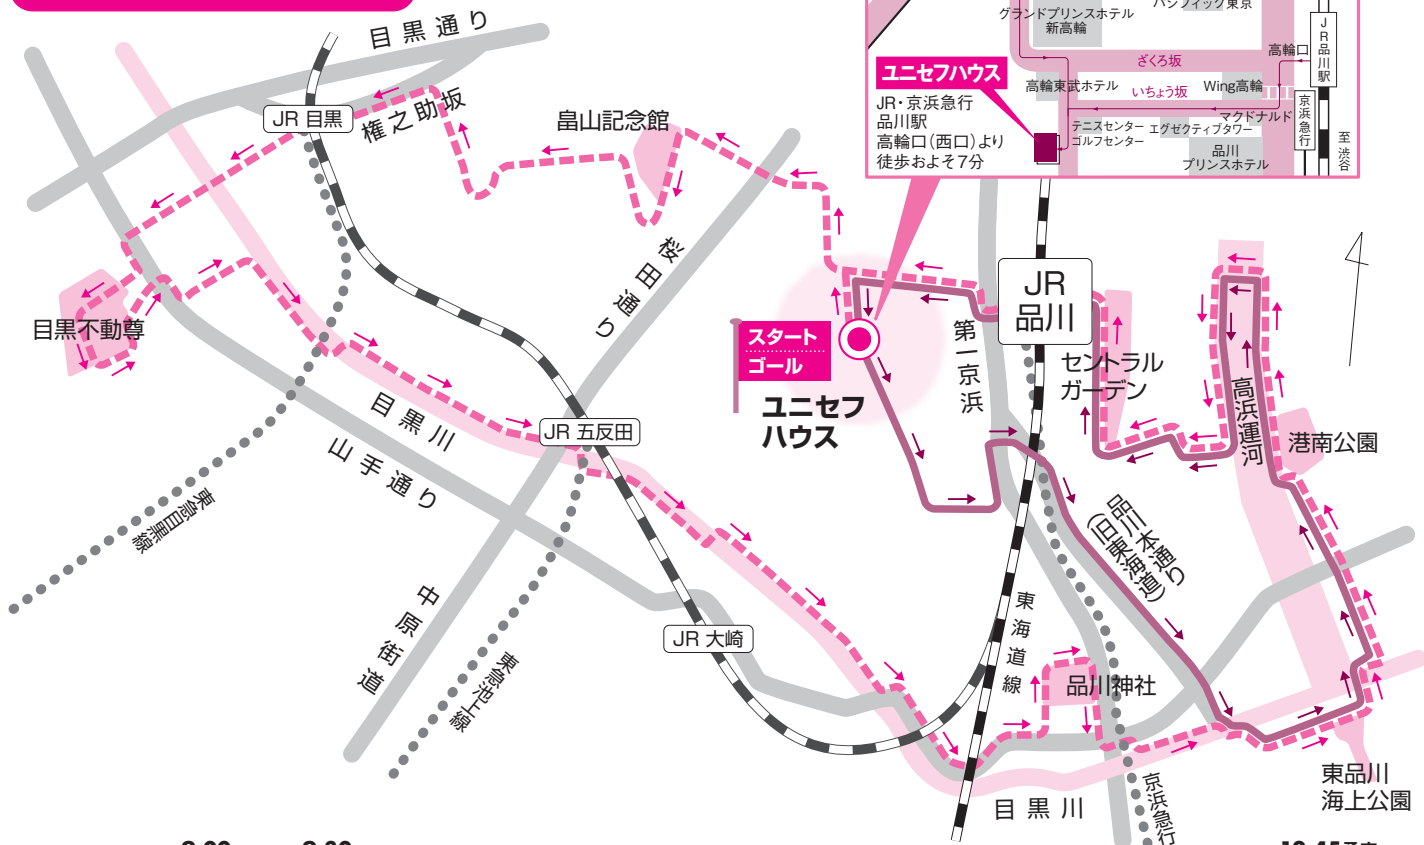 目黒通り
JR 目黒
権之助坂
畠山記念館
桜田通り
目黒不動尊
グランドプリンスホテル
新高輪
パシフィック東京
ざくろ坂
高輪口
JR品川駅
ユニセフハウス
高輪東武ホテル
Wing高輪
いちょう坂
マクドナルド
京浜急行
至渋谷
JR・京浜急行
品川駅
高輪口(西口)より
徒歩およそ7分
テニスセンター
ゴルフセンター
エグゼクティブタワー
品川
プリンスホテル
JR
品川
スタート
ゴール
ユニセフ
ハウス
第一京浜
セントラル
ガーデン
高浜運河
港南公園
目黒川
山手通り
JR 五反田
東急目黒線
品川本通り
(旧東海道)
中原街道
JR 大崎
東急池上線
東海道線
品川神社
目黒川
京浜急行
東品川
海上公園